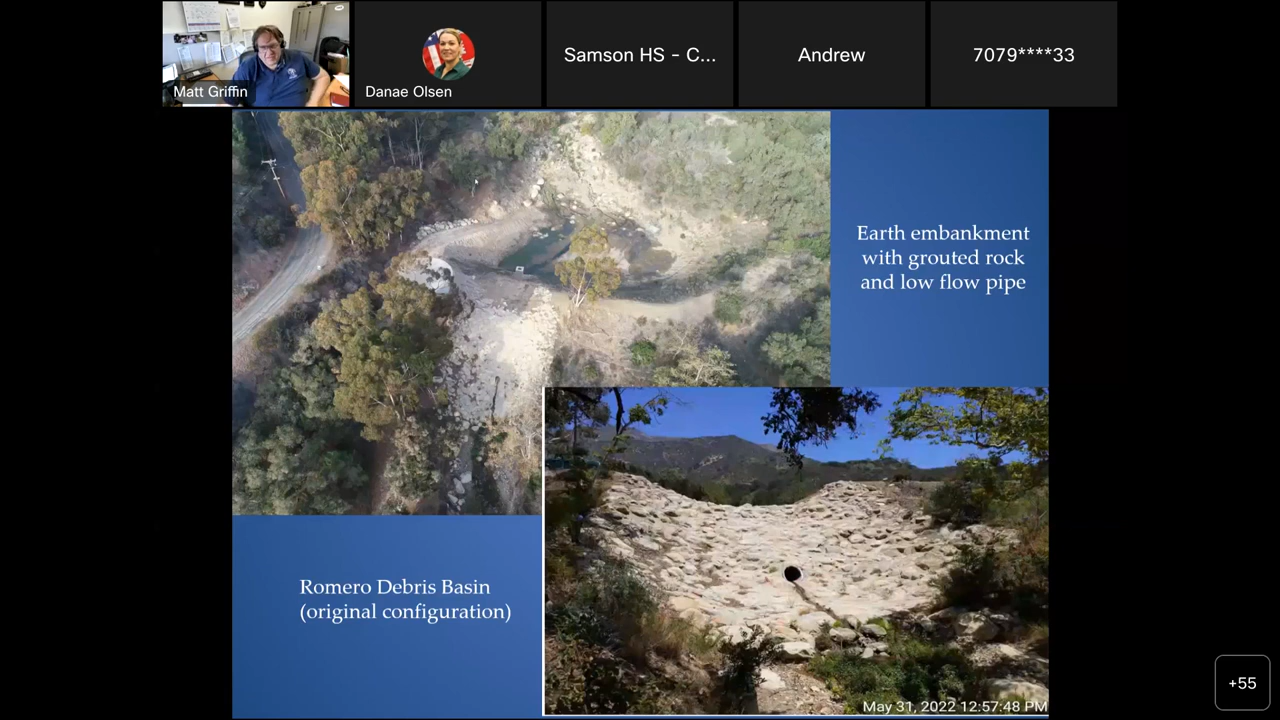 Matt Griffin
Danae Olsen
Samson HS - C...
Andrew
7079****33
Earth embankment
with grouted rock
and low flow pipe
Romero Debris Basin
(original configuration)
May 31, 2022 12:57:48 PM
+55